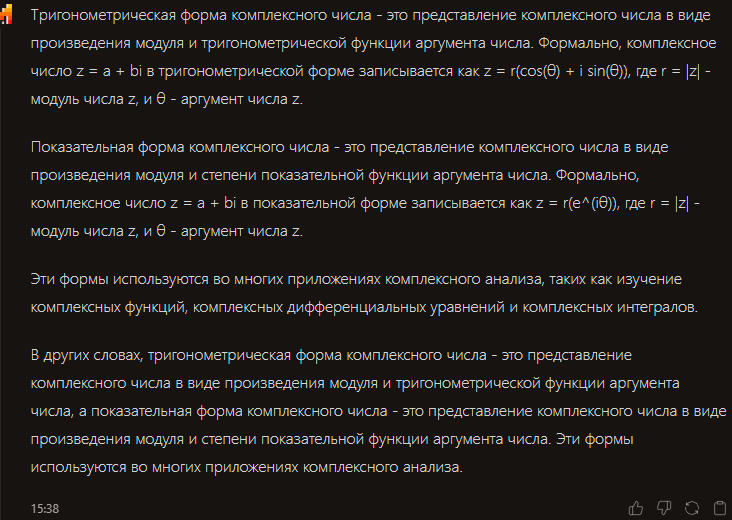 Тригонометрическая форма комплексного числа - это представление комплексного числа в виде
произведения модуля и тригонометрической функции аргумента числа. Формально, комплексное
число z = a + bi в тригонометрической форме записывается как z = r(cos(θ) + i sin(θ)), где r = |z| -
модуль числа z, и θ - аргумент числа z.
Показательная форма комплексного числа - это представление комплексного числа в виде
произведения модуля и степени показательной функции аргумента числа. Формально,
комплексное число z = a + bi в показательной форме записывается как z = r(e^(iθ)), где r = |z| -
модуль числа z, и θ - аргумент числа z.
Эти формы используются во многих приложениях комплексного анализа, таких как изучение
комплексных функций, комплексных дифференциальных уравнений и комплексных интегралов.
В других словах, тригонометрическая форма комплексного числа - это представление
комплексного числа в виде произведения модуля и тригонометрической функции аргумента
числа, а показательная форма комплексного числа - это представление комплексного числа в виде
произведения модуля и степени показательной функции аргумента числа. Эти формы
используются во многих приложениях комплексного анализа.
15:38